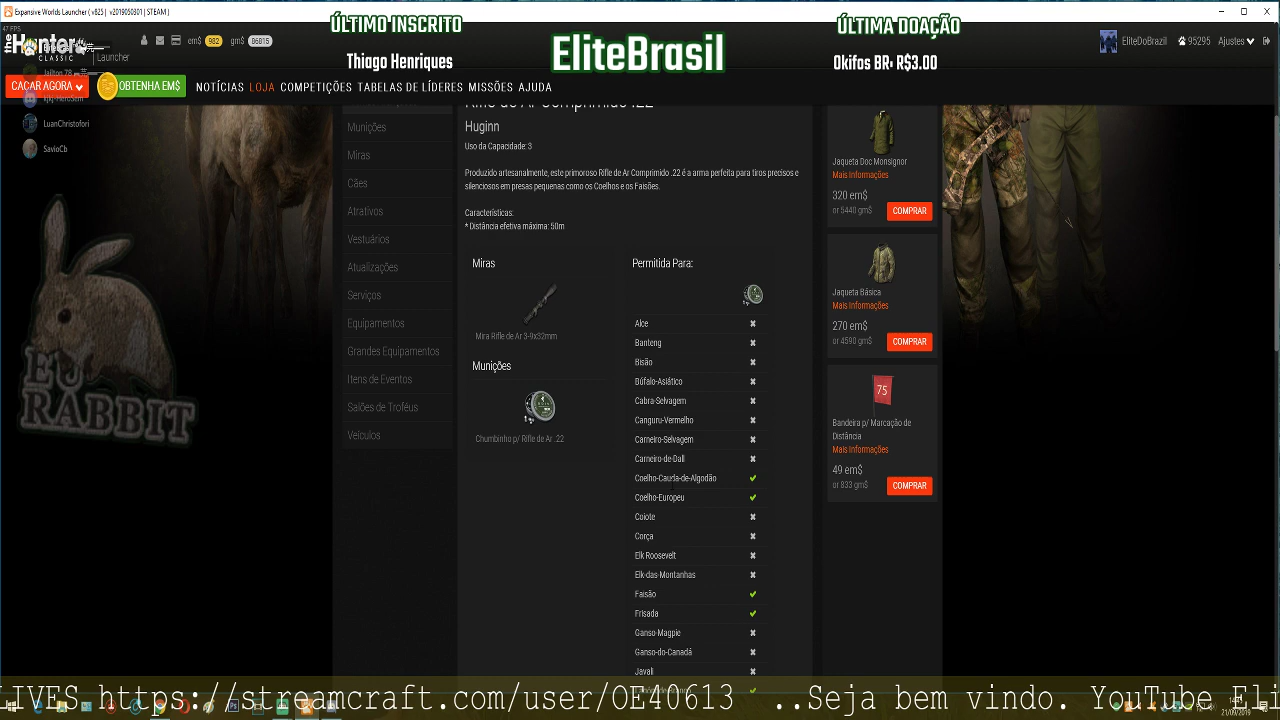 Expansive Worlds Launcher ( v825 | v2019050301 | STEAM )
47 FPS
theHunter CLASSIC | Launcher
em$ 982 gm$ 86815
ÚLTIMO INSCRITO
Thiago Henriques
EliteBrasil
ÚLTIMA DOAÇÃO
Okifos BR: R$3.00
EliteDoBrazil 95295 Ajustes
CAÇAR AGORA OBTENHA EM$ NOTÍCIAS LOJA COMPETIÇÕES TABELAS DE LÍDERES MISSÕES AJUDA
LuanChristofori
SavioCb
EU
RABBIT
Munições
Miras
Cães
Atrativos
Vestuários
Atualizações
Serviços
Equipamentos
Grandes Equipamentos
Itens de Eventos
Salões de Troféus
Veículos
Rifle de Ar Comprimido .22
Huginn
Uso da Capacidade: 3
Produzido artesanalmente, este primoroso Rifle de Ar Comprimido .22 é a arma perfeita para tiros precisos e
silenciosos em presas pequenas como os Coelhos e os Faisões.
Características:
* Distância efetiva máxima: 50m
Miras
Mira Rifle de Ar 3-9x32mm
Munições
Chumbinho p/ Rifle de Ar .22
Permitida Para:
Alce
Banteng
Bisão
Búfalo-Asiático
Cabra-Selvagem
Canguru-Vermelho
Carneiro-Selvagem
Carneiro-de-Dall
Coelho-Cauda-de-Algodão
Coelho-Europeu
Coiote
Corça
Elk Roosevelt
Elk-das-Montanhas
Faisão
Frisada
Ganso-Magpie
Ganso-do-Canadá
Javali
Jaqueta Doc Monsignor
Mais Informações
320 em$
or 5440 gm$
COMPRAR
Jaqueta Básica
Mais Informações
270 em$
or 4590 gm$
COMPRAR
75
Bandeira p/ Marcação de
Distância
Mais Informações
49 em$
or 833 gm$
COMPRAR
LIVES https://streamcraft.com/user/OE40613 ..Seja bem vindo. YouTube Eli
21/09/2019